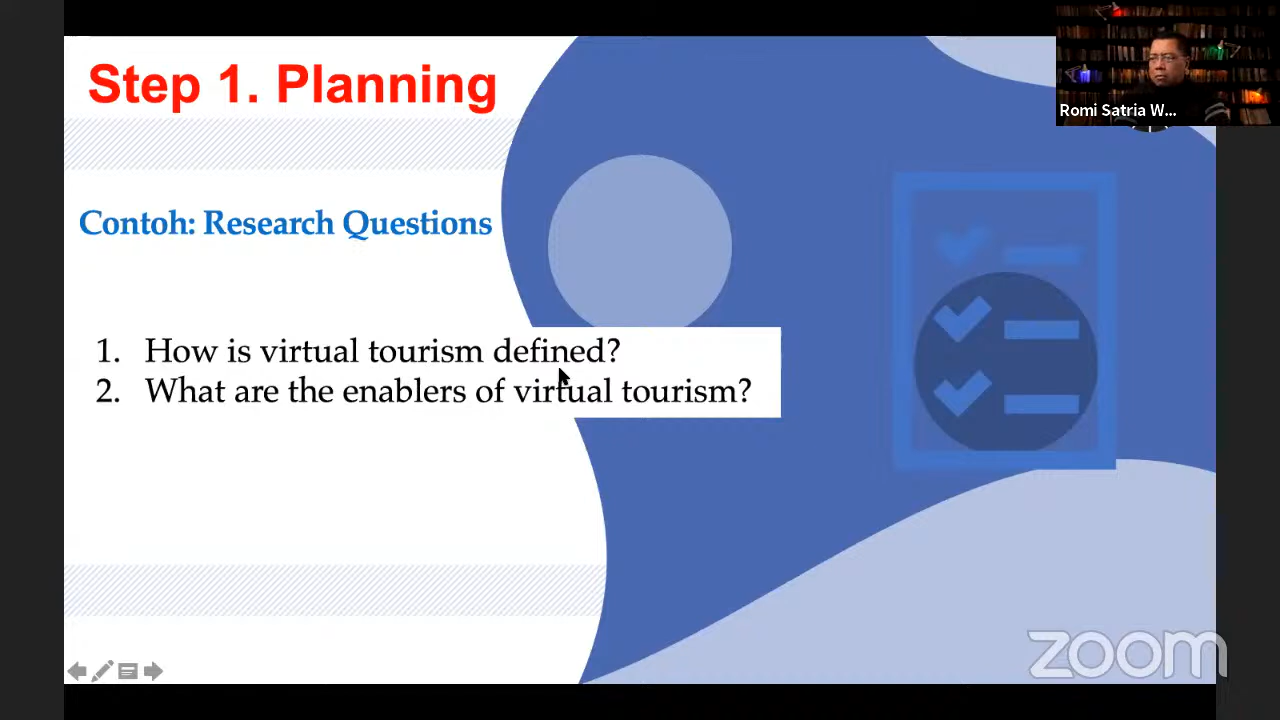 Step 1. Planning
Romi Satria W...
Contoh: Research Questions
1. How is virtual tourism defined?
2. What are the enablers of virtual tourism?
zoom